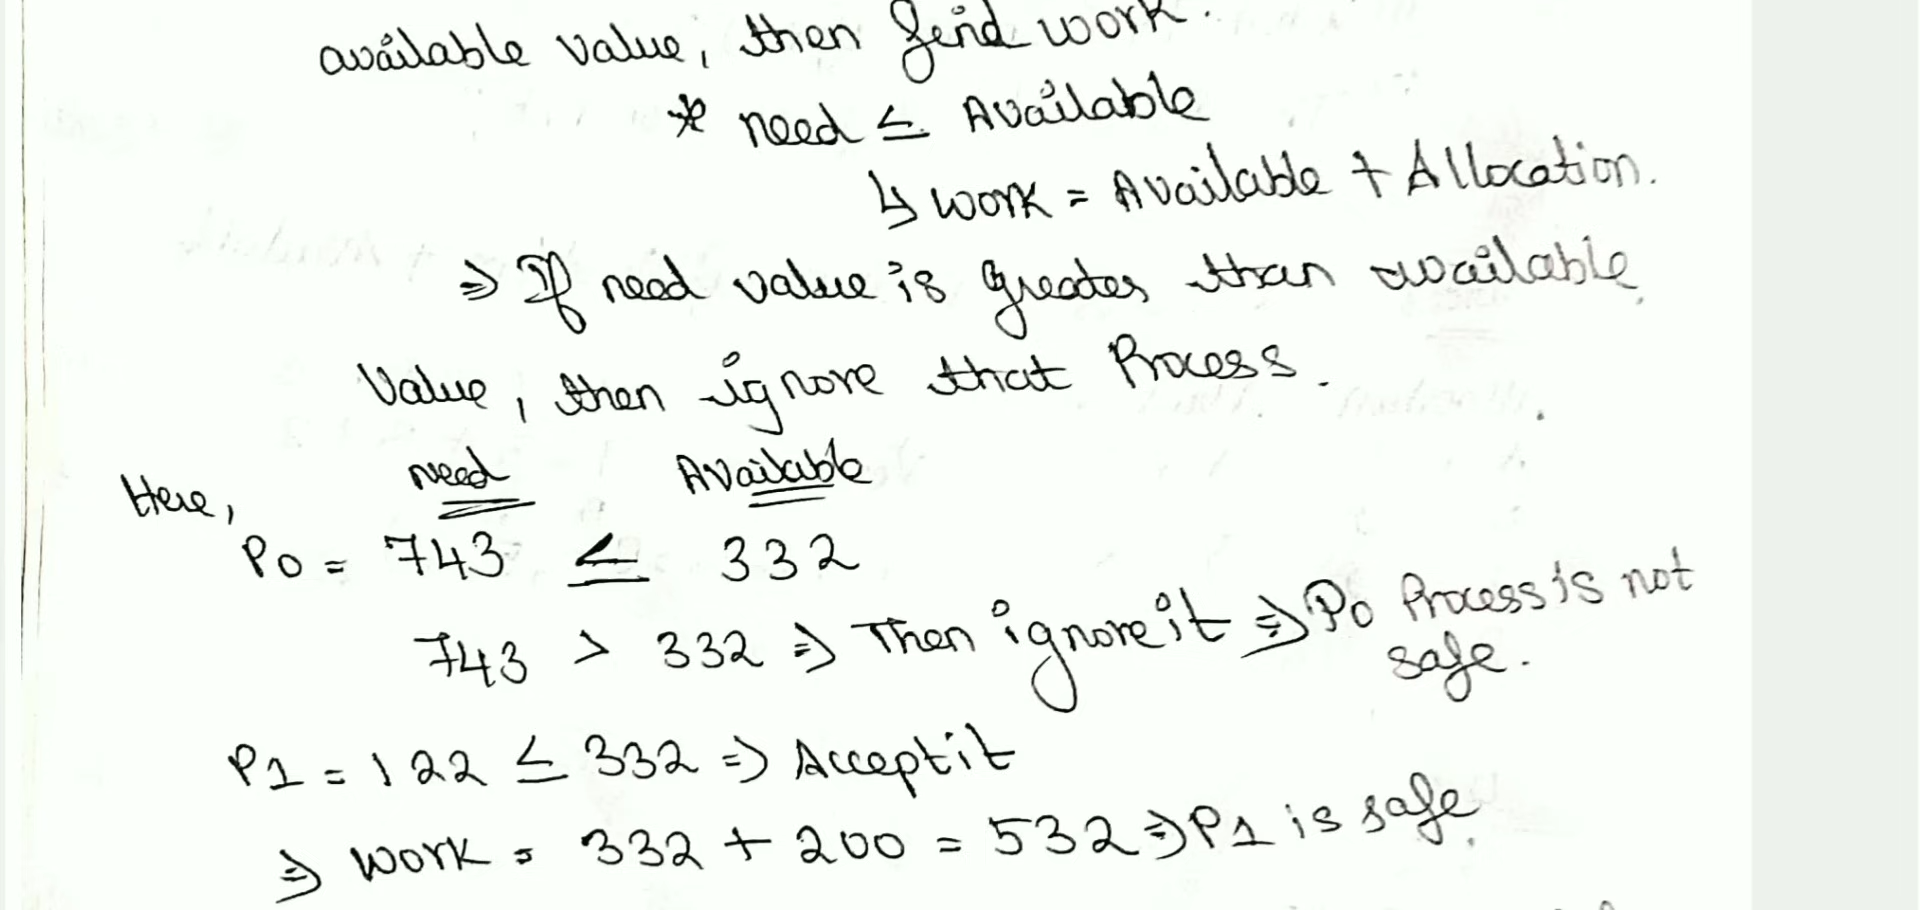 available value, then find work.
* need ≤ Available
↳ work = Available + Allocation.
⇒ If need value is greater than available
Value, then ignore that Process.
Here, need Available
P0 = 743 ≤ 332
743 > 332 ⇒ Then ignore it ⇒ P0 Process is not
safe.
P1 = 122 ≤ 332 ⇒ Accept it
⇒ work = 332 + 200 = 532 ⇒ P1 is safe.